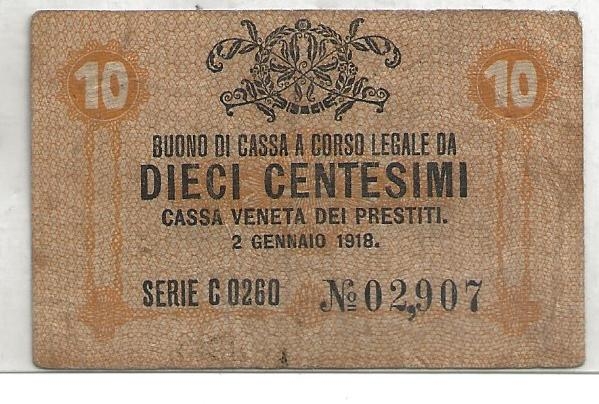 10 10
BUONO DI CASSA A CORSO LEGALE DA
DIECI CENTESIMI
CASSA VENETA DEI PRESTITI.
2 GENNAIO 1918.
SERIE C 0260 № 02,907